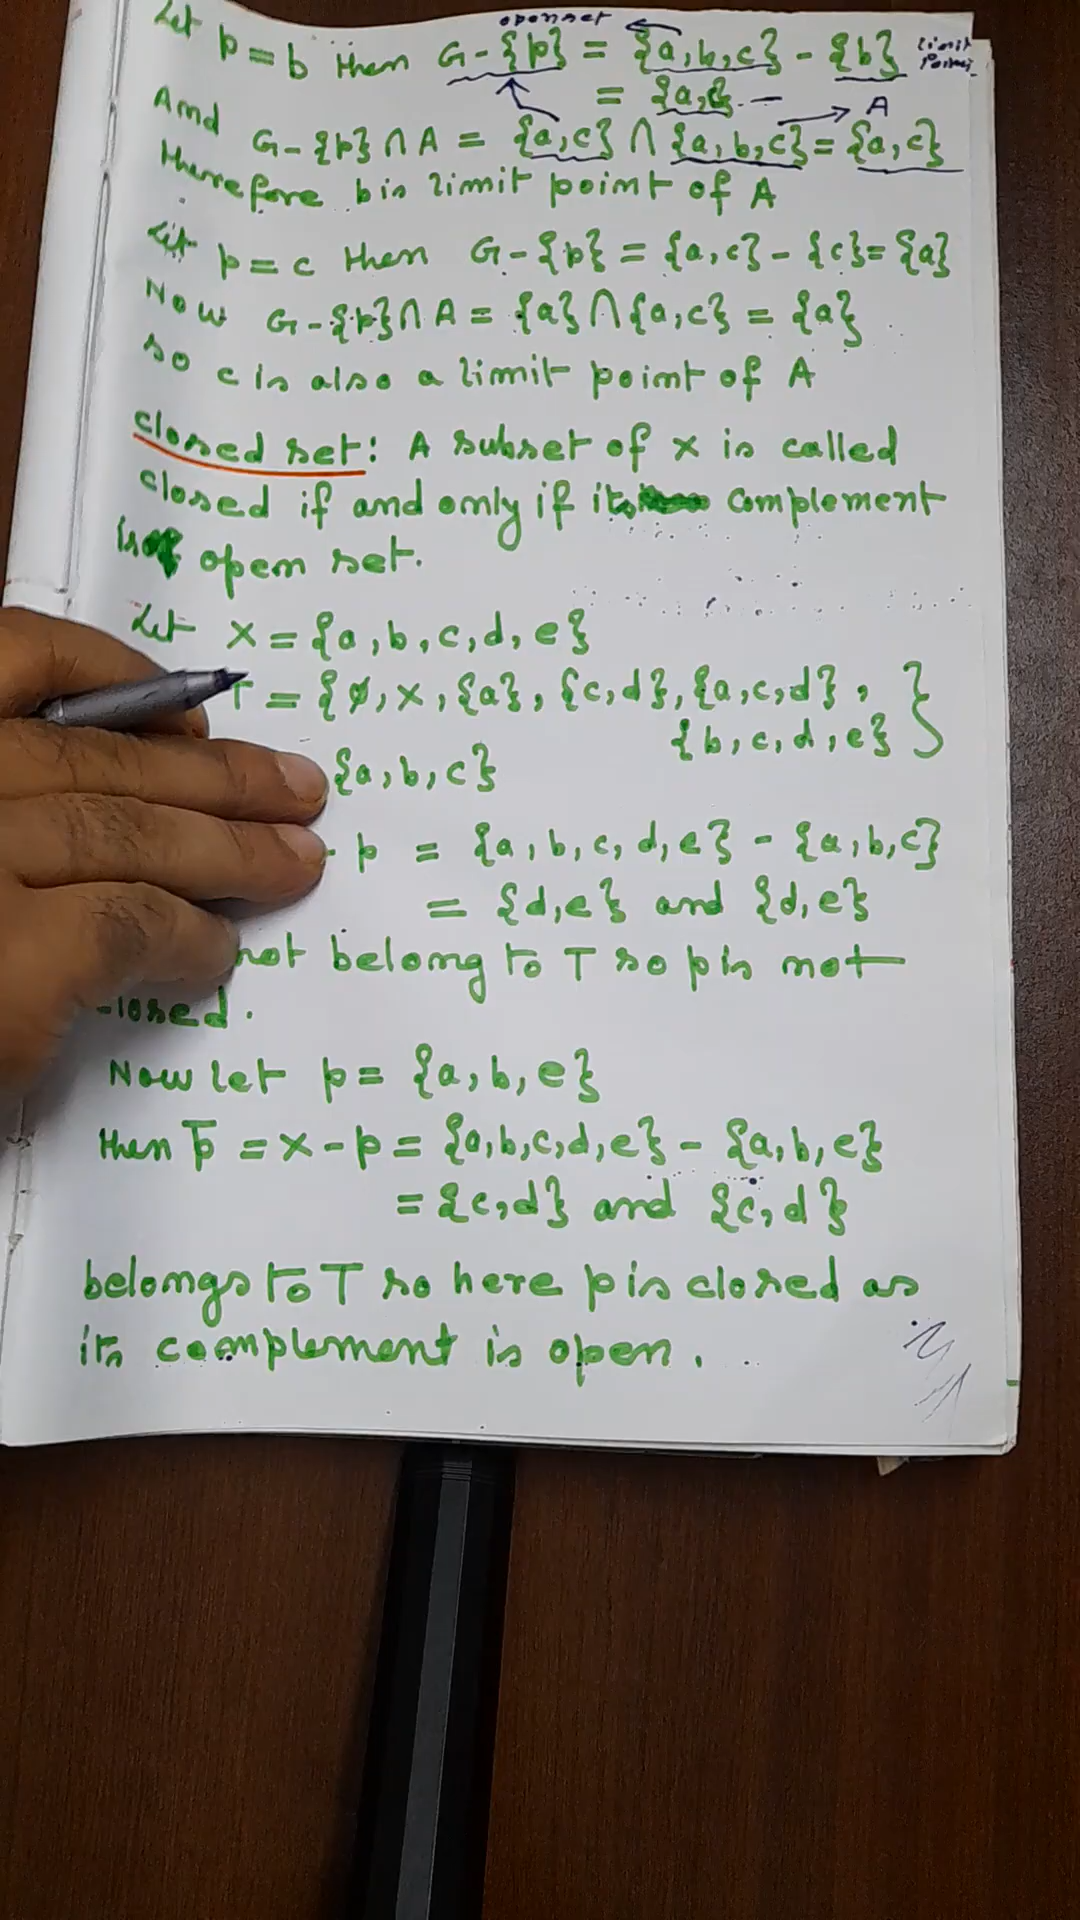 openset
Let p = b then G - {p} = {a, b, c} - {b} limit
= {a, c}
And G - {p} ∩ A = {a, c} ∩ {a, b, c} = {a, c} A
therefore b is limit point of A
Let p = c then G - {p} = {a, c} - {c} = {a}
Now G - {p} ∩ A = {a} ∩ {a, c} = {a}
so c is also a limit point of A
closed set: A subset of X is called
closed if and only if its complement
is open set.
Let X = {a, b, c, d, e}
T = {∅, X, {a}, {c, d}, {a, c, d},
{b, c, d, e}}
{a, b, c}
- p = {a, b, c, d, e} - {a, b, c}
= {d, e} and {d, e}
not belong to T so p is not
closed.
Now let p = {a, b, e}
then p̅ = X - p = {a, b, c, d, e} - {a, b, e}
= {c, d} and {c, d}
belongs to T so here p is closed as
its complement is open.